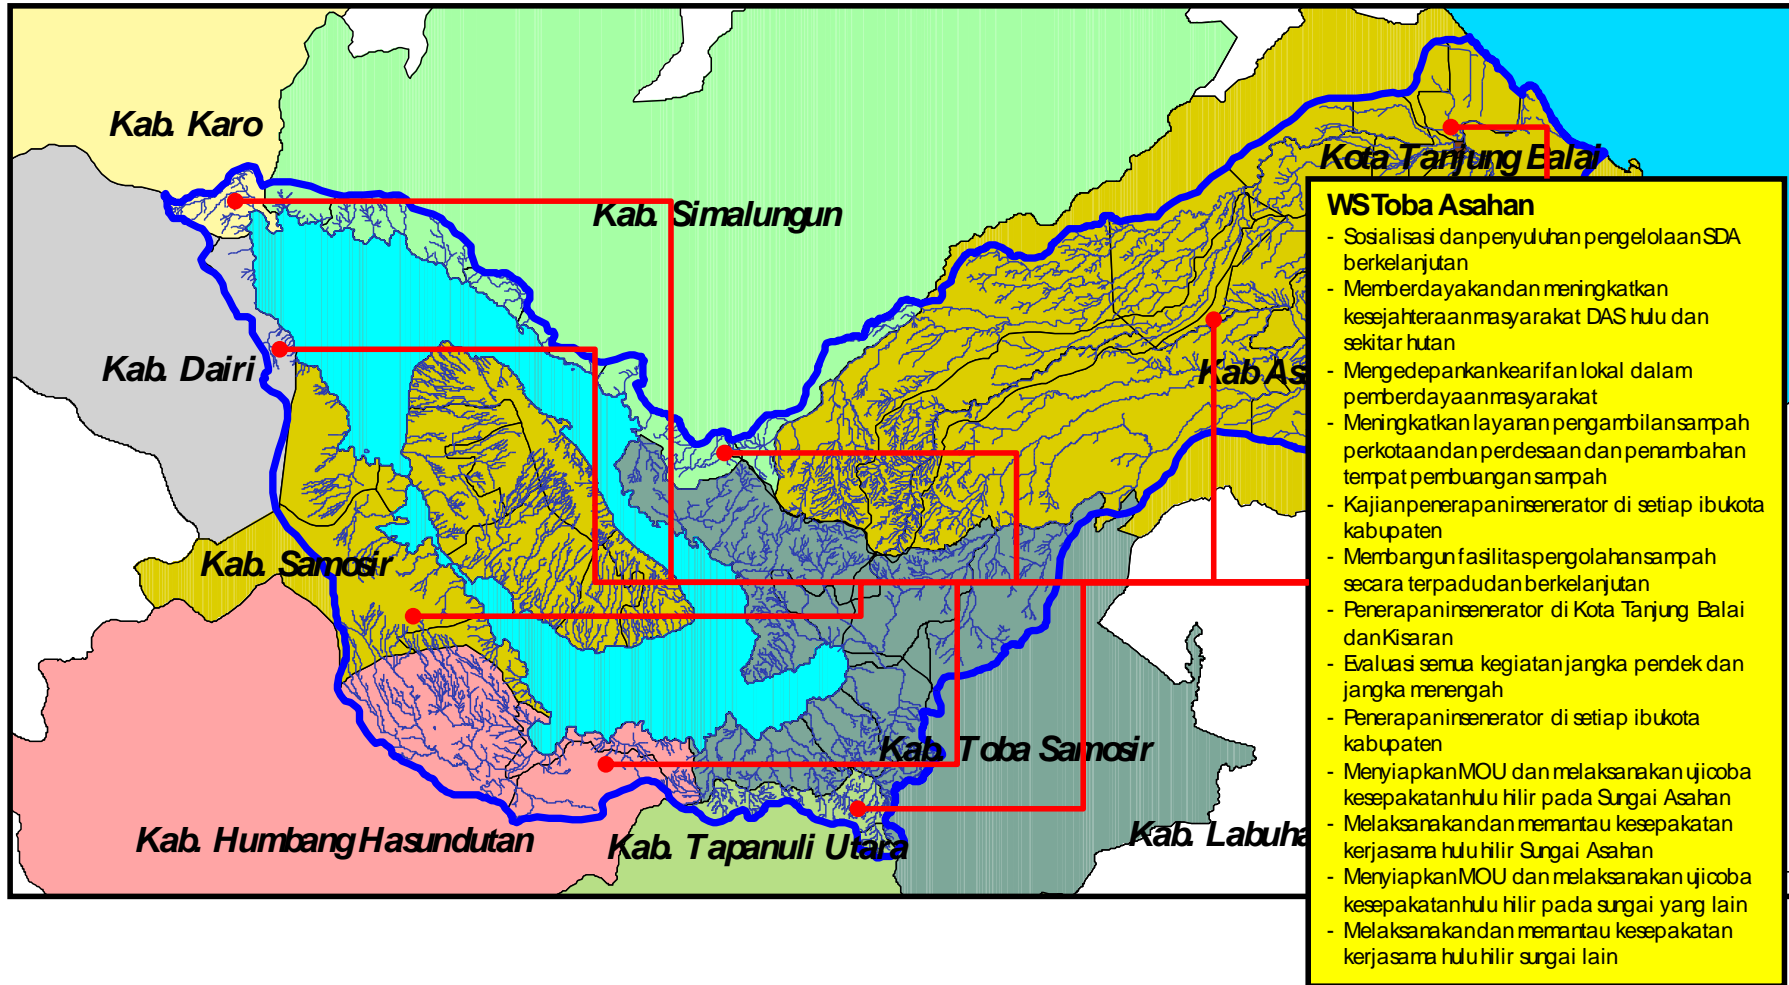 Kab. Karo
Kota Tanjung Balai
Kab. Simalungun
Kab. Dairi
Kab As
Kab. Samosir
Kab. Toba Samosir
Kab. Humbang Hasundutan
Kab. Tapanuli Utara
Kab. Labuha
WS Toba Asahan
- Sosialisasi dan penyuluhan pengelolaan SDA
berkelanjutan
- Memberdayakan dan meningkatkan
kesejahteraan masyarakat DAS hulu dan
sekitar hutan
- Mengedepankan kearifan lokal dalam
pemberdayaan masyarakat
- Meningkatkan layanan pengambilan sampah
perkotaan dan perdesaan dan penambahan
tempat pembuangan sampah
- Kajian penerapan insenerator di setiap ibukota
kabupaten
- Membangun fasilitas pengolahan sampah
secara terpadu dan berkelanjutan
- Penerapan insenerator di Kota Tanjung Balai
dan Kisaran
- Evaluasi semua kegiatan jangka pendek dan
jangka menengah
- Penerapan insenerator di setiap ibukota
kabupaten
- Menyiapkan MOU dan melaksanakan ujicoba
kesepakatan hulu hilir pada Sungai Asahan
- Melaksanakan dan memantau kesepakatan
kerjasama hulu hilir Sungai Asahan
- Menyiapkan MOU dan melaksanakan ujicoba
kesepakatan hulu hilir pada sungai yang lain
- Melaksanakan dan memantau kesepakatan
kerjasama hulu hilir sungai lain